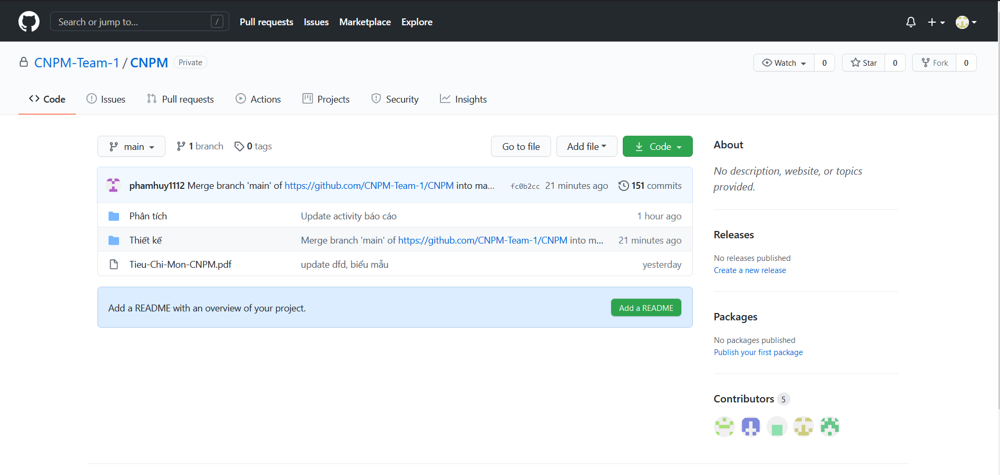 Search or jump to... / Pull requests Issues Marketplace Explore
CNPM-Team-1 / CNPM Private Watch 0 Star 0 Fork 0
Code Issues Pull requests Actions Projects Security Insights
main 1 branch 0 tags Go to file Add file Code
phamhuy1112 Merge branch 'main' of https://github.com/CNPM-Team-1/CNPM into ma... fc0b2cc 21 minutes ago 151 commits
Phân tích Update activity báo cáo 1 hour ago
Thiết kế Merge branch 'main' of https://github.com/CNPM-Team-1/CNPM into m... 21 minutes ago
Tieu-Chi-Mon-CNPM.pdf update dfd, biểu mẫu yesterday
Add a README with an overview of your project. Add a README
About
No description, website, or topics
provided.
Releases
No releases published
Create a new release
Packages
No packages published
Publish your first package
Contributors 5